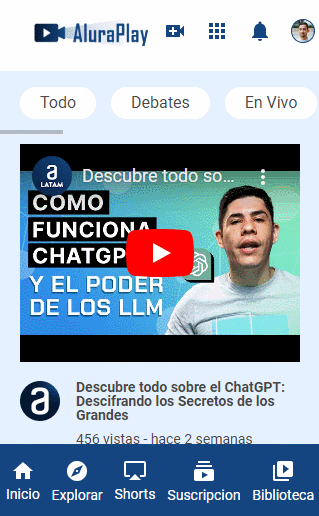 AluraPlay
Todo
Debates
En Vivo
a
LATAM
Descubre todo so...
COMO
FUNCIONA
CHATGP
Y EL PODER
DE LOS LLM
a
Descubre todo sobre el ChatGPT:
Descifrando los Secretos de los
Grandes
456 vistas - hace 2 semanas
Inicio
Explorar
Shorts
Suscripcion
Biblioteca